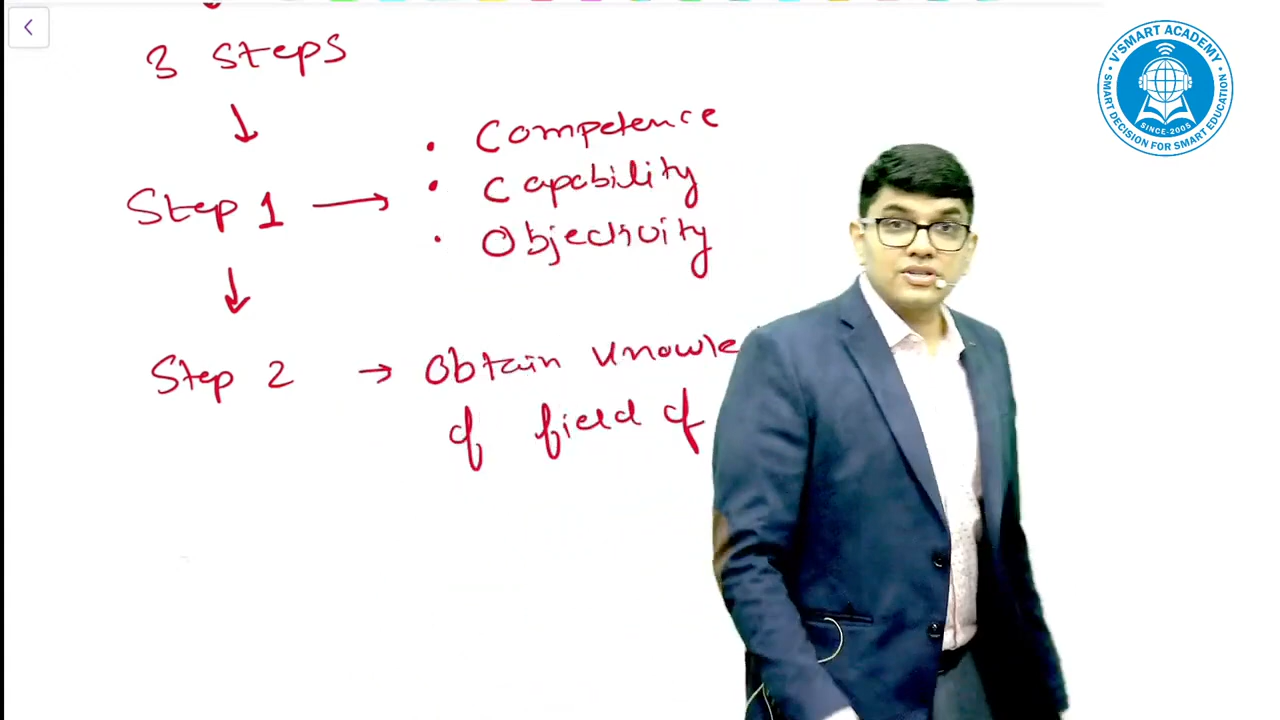 3 steps
Step 1 → • Competence
• Capability
• Objectivity
Step 2 → Obtain Knowle
of field of
V'SMART ACADEMY
SINCE-2005
SMART DECISION FOR SMART EDUCATION